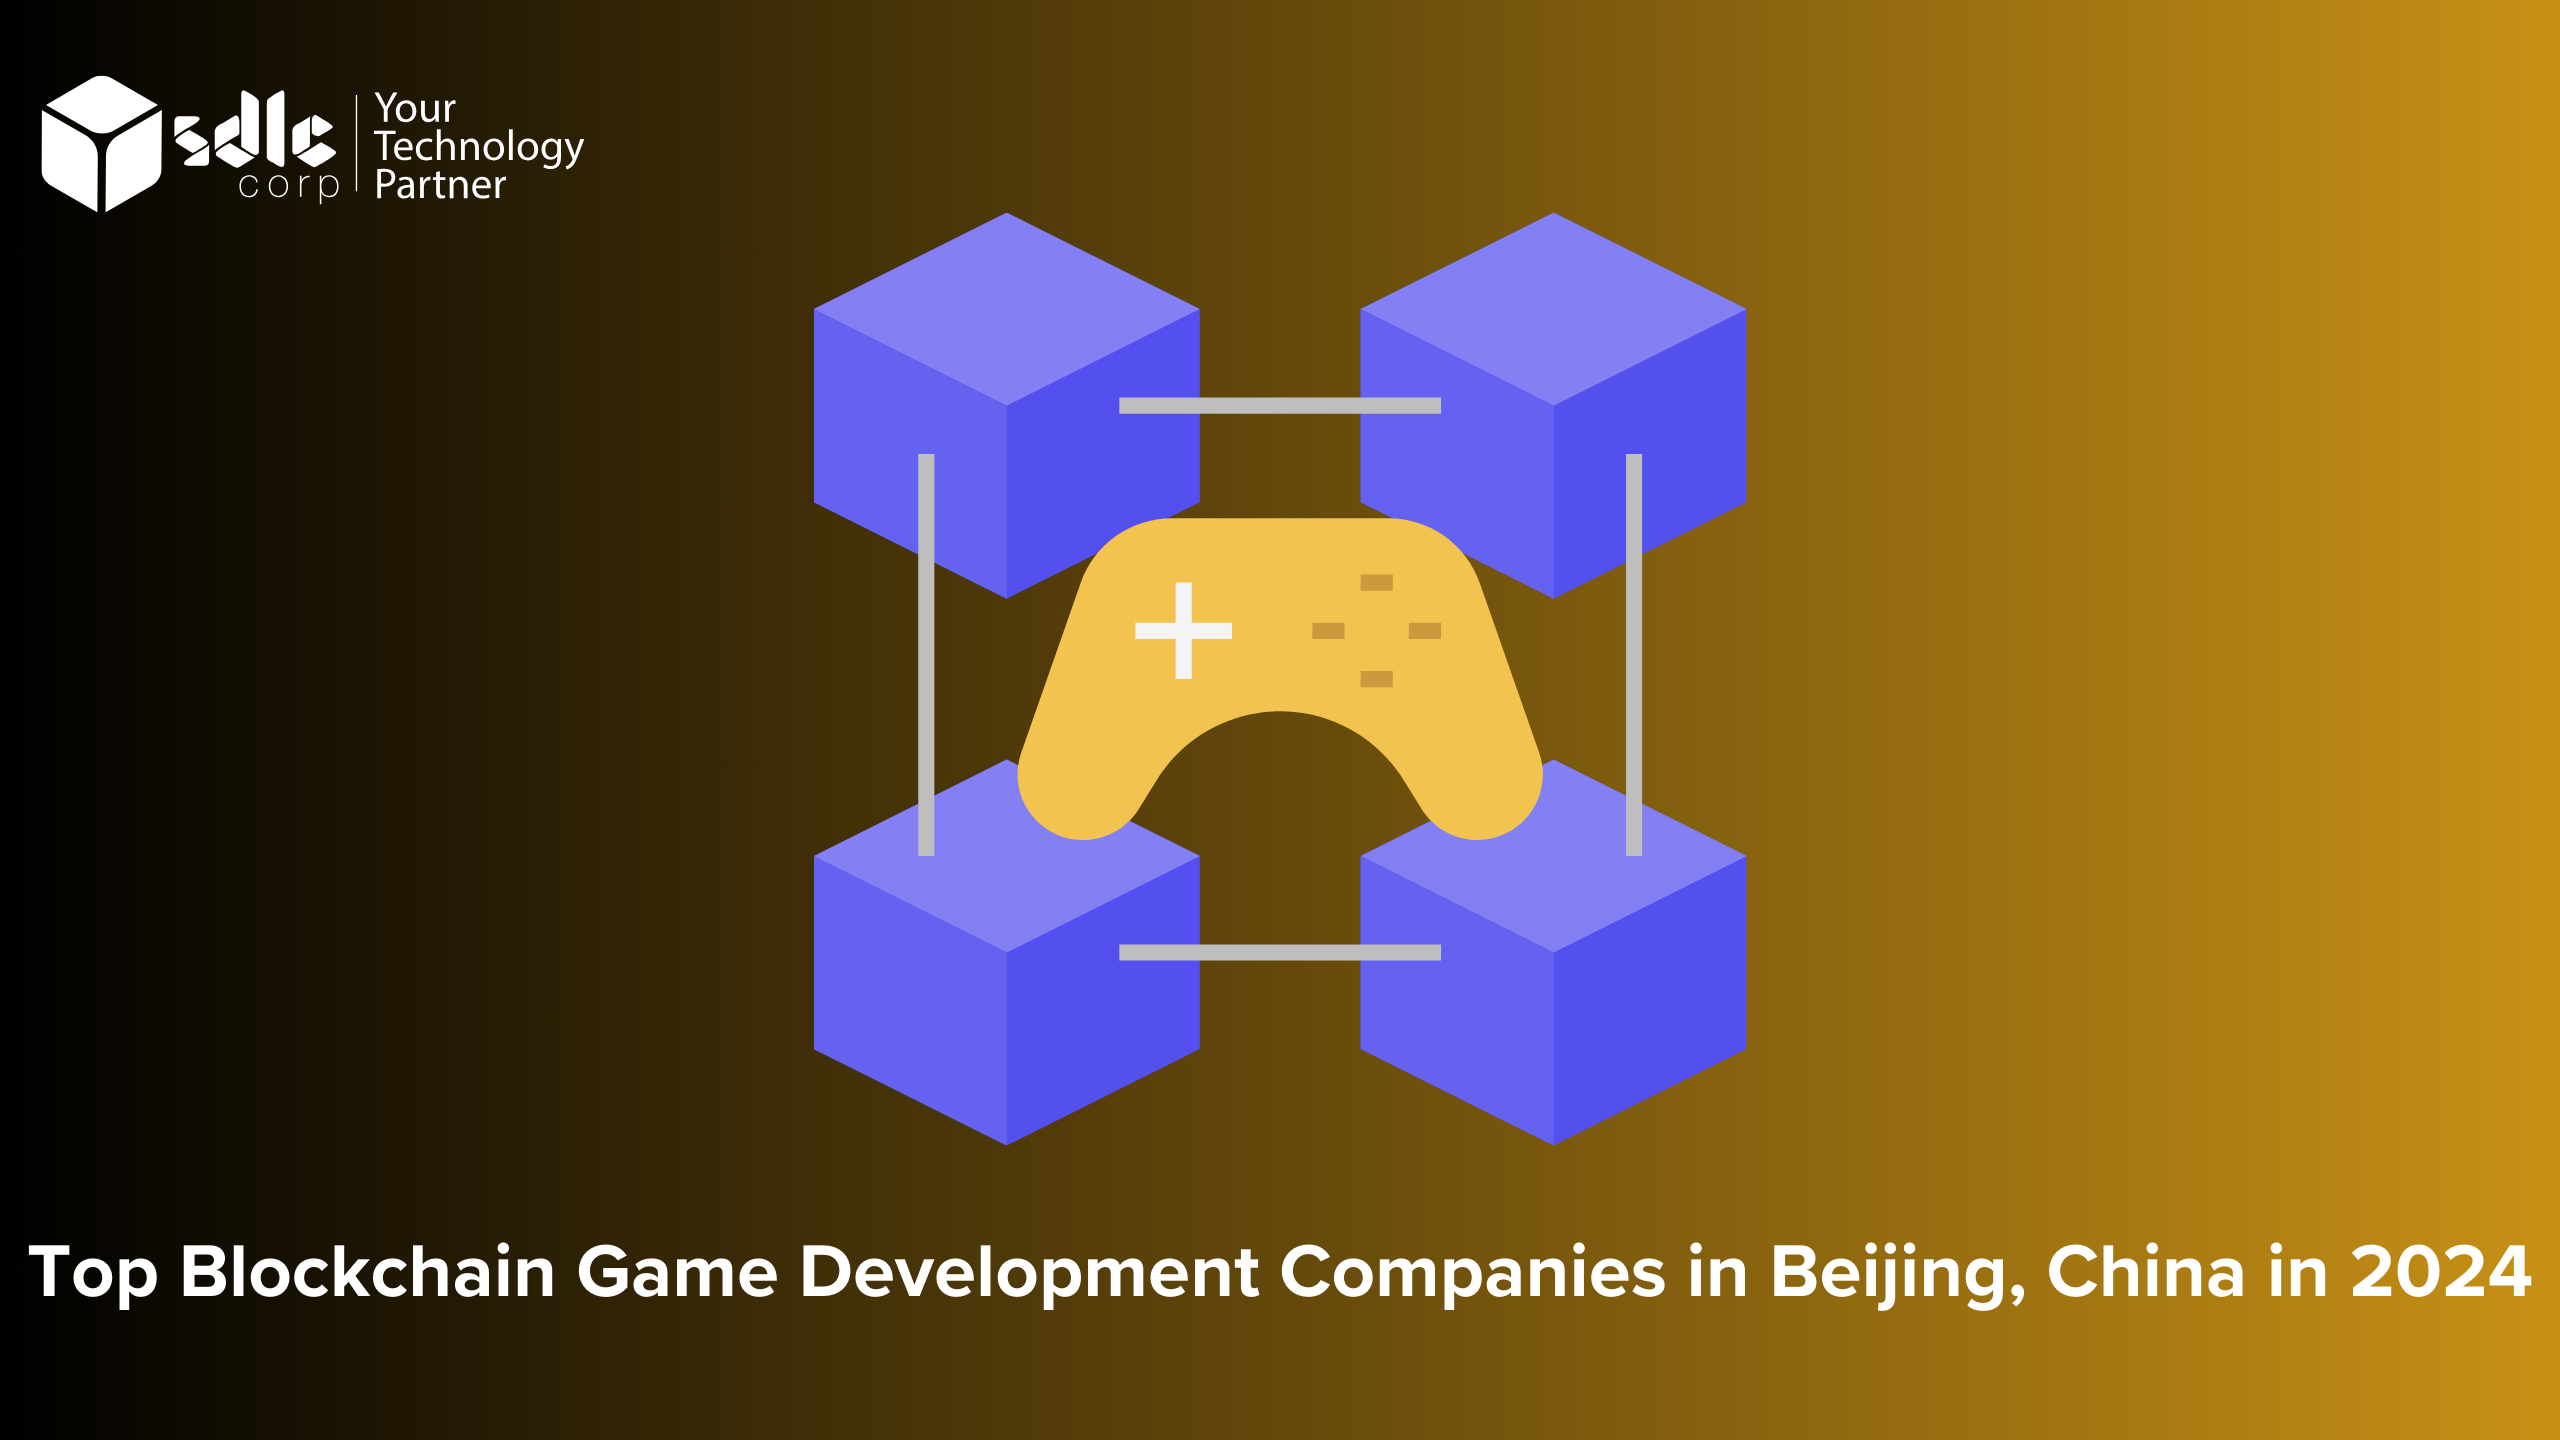 sdlc
corp
Your
Technology
Partner
Top Blockchain Game Development Companies in Beijing, China in 2024